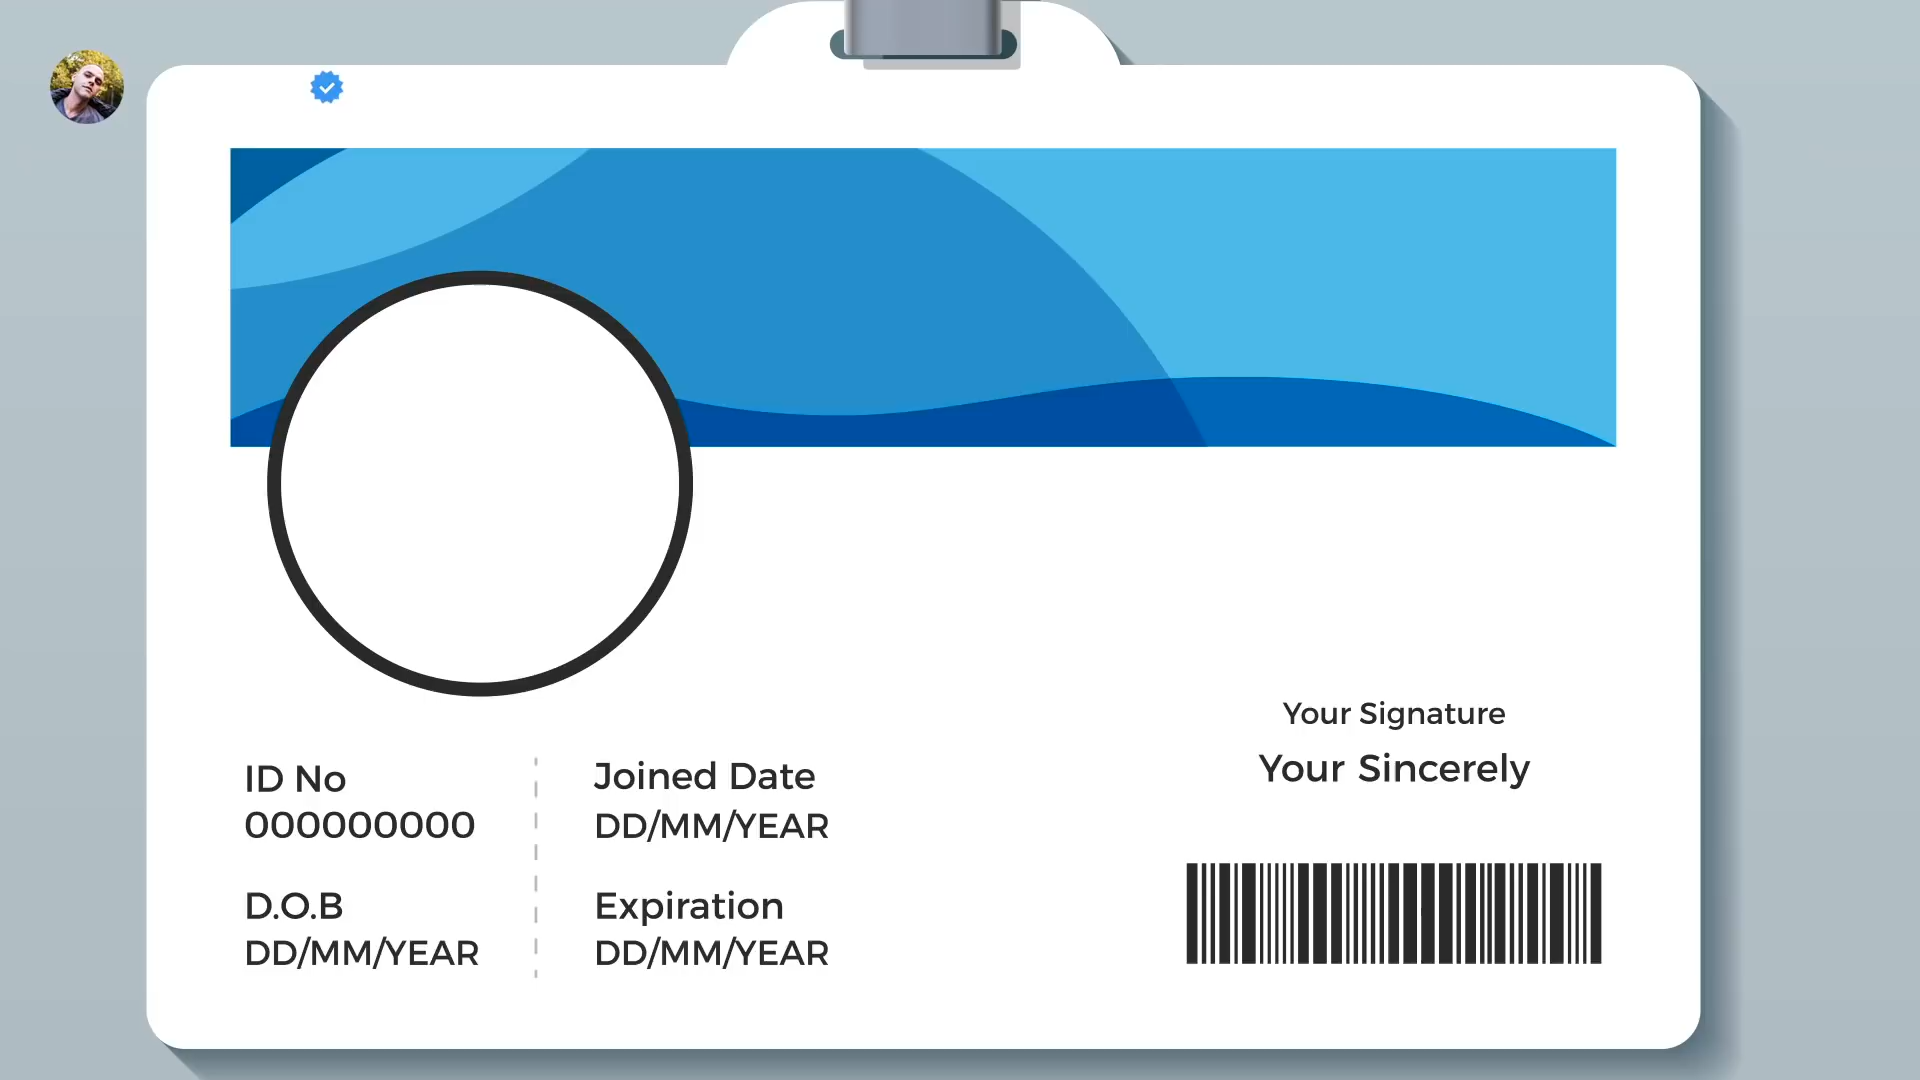 Your Signature
Your Sincerely
ID No
000000000
Joined Date
DD/MM/YEAR
D.O.B
DD/MM/YEAR
Expiration
DD/MM/YEAR